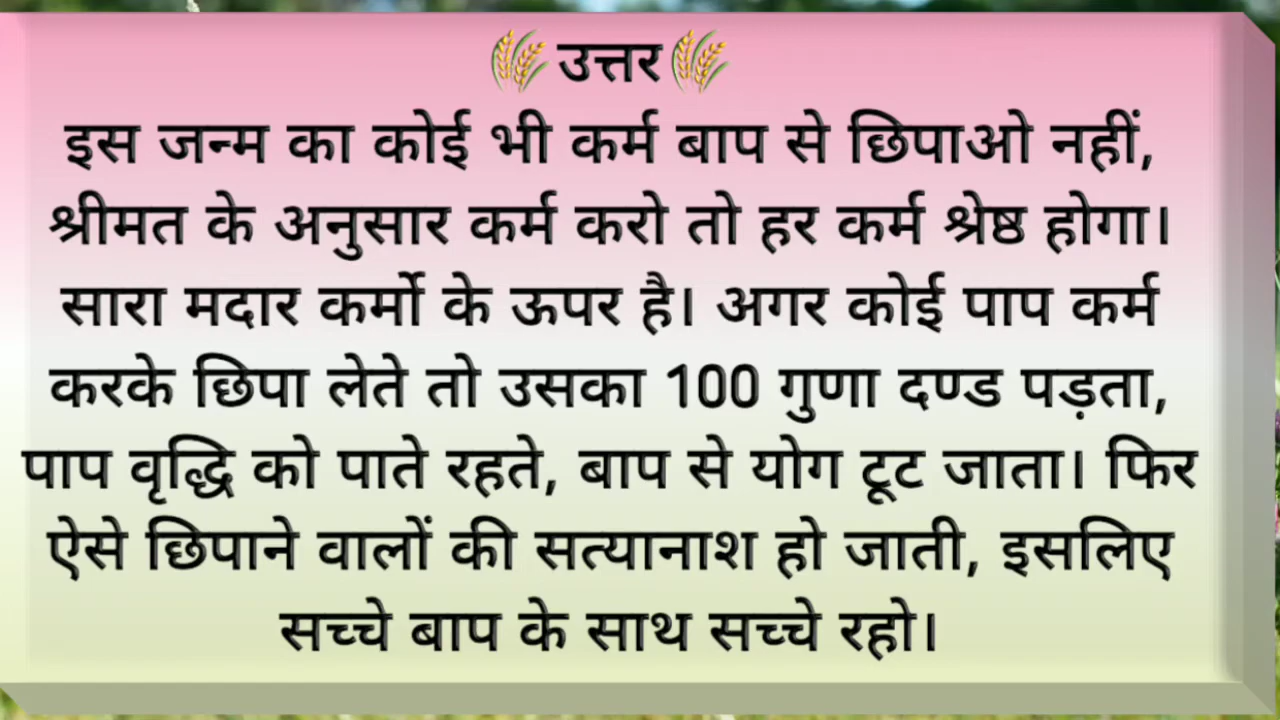 🌾उत्तर🌾
इस जन्म का कोई भी कर्म बाप से छिपाओ नहीं,
श्रीमत के अनुसार कर्म करो तो हर कर्म श्रेष्ठ होगा।
सारा मदार कर्मो के ऊपर है। अगर कोई पाप कर्म
करके छिपा लेते तो उसका 100 गुणा दण्ड पड़ता,
पाप वृद्धि को पाते रहते, बाप से योग टूट जाता। फिर
ऐसे छिपाने वालों की सत्यानाश हो जाती, इसलिए
सच्चे बाप के साथ सच्चे रहो।